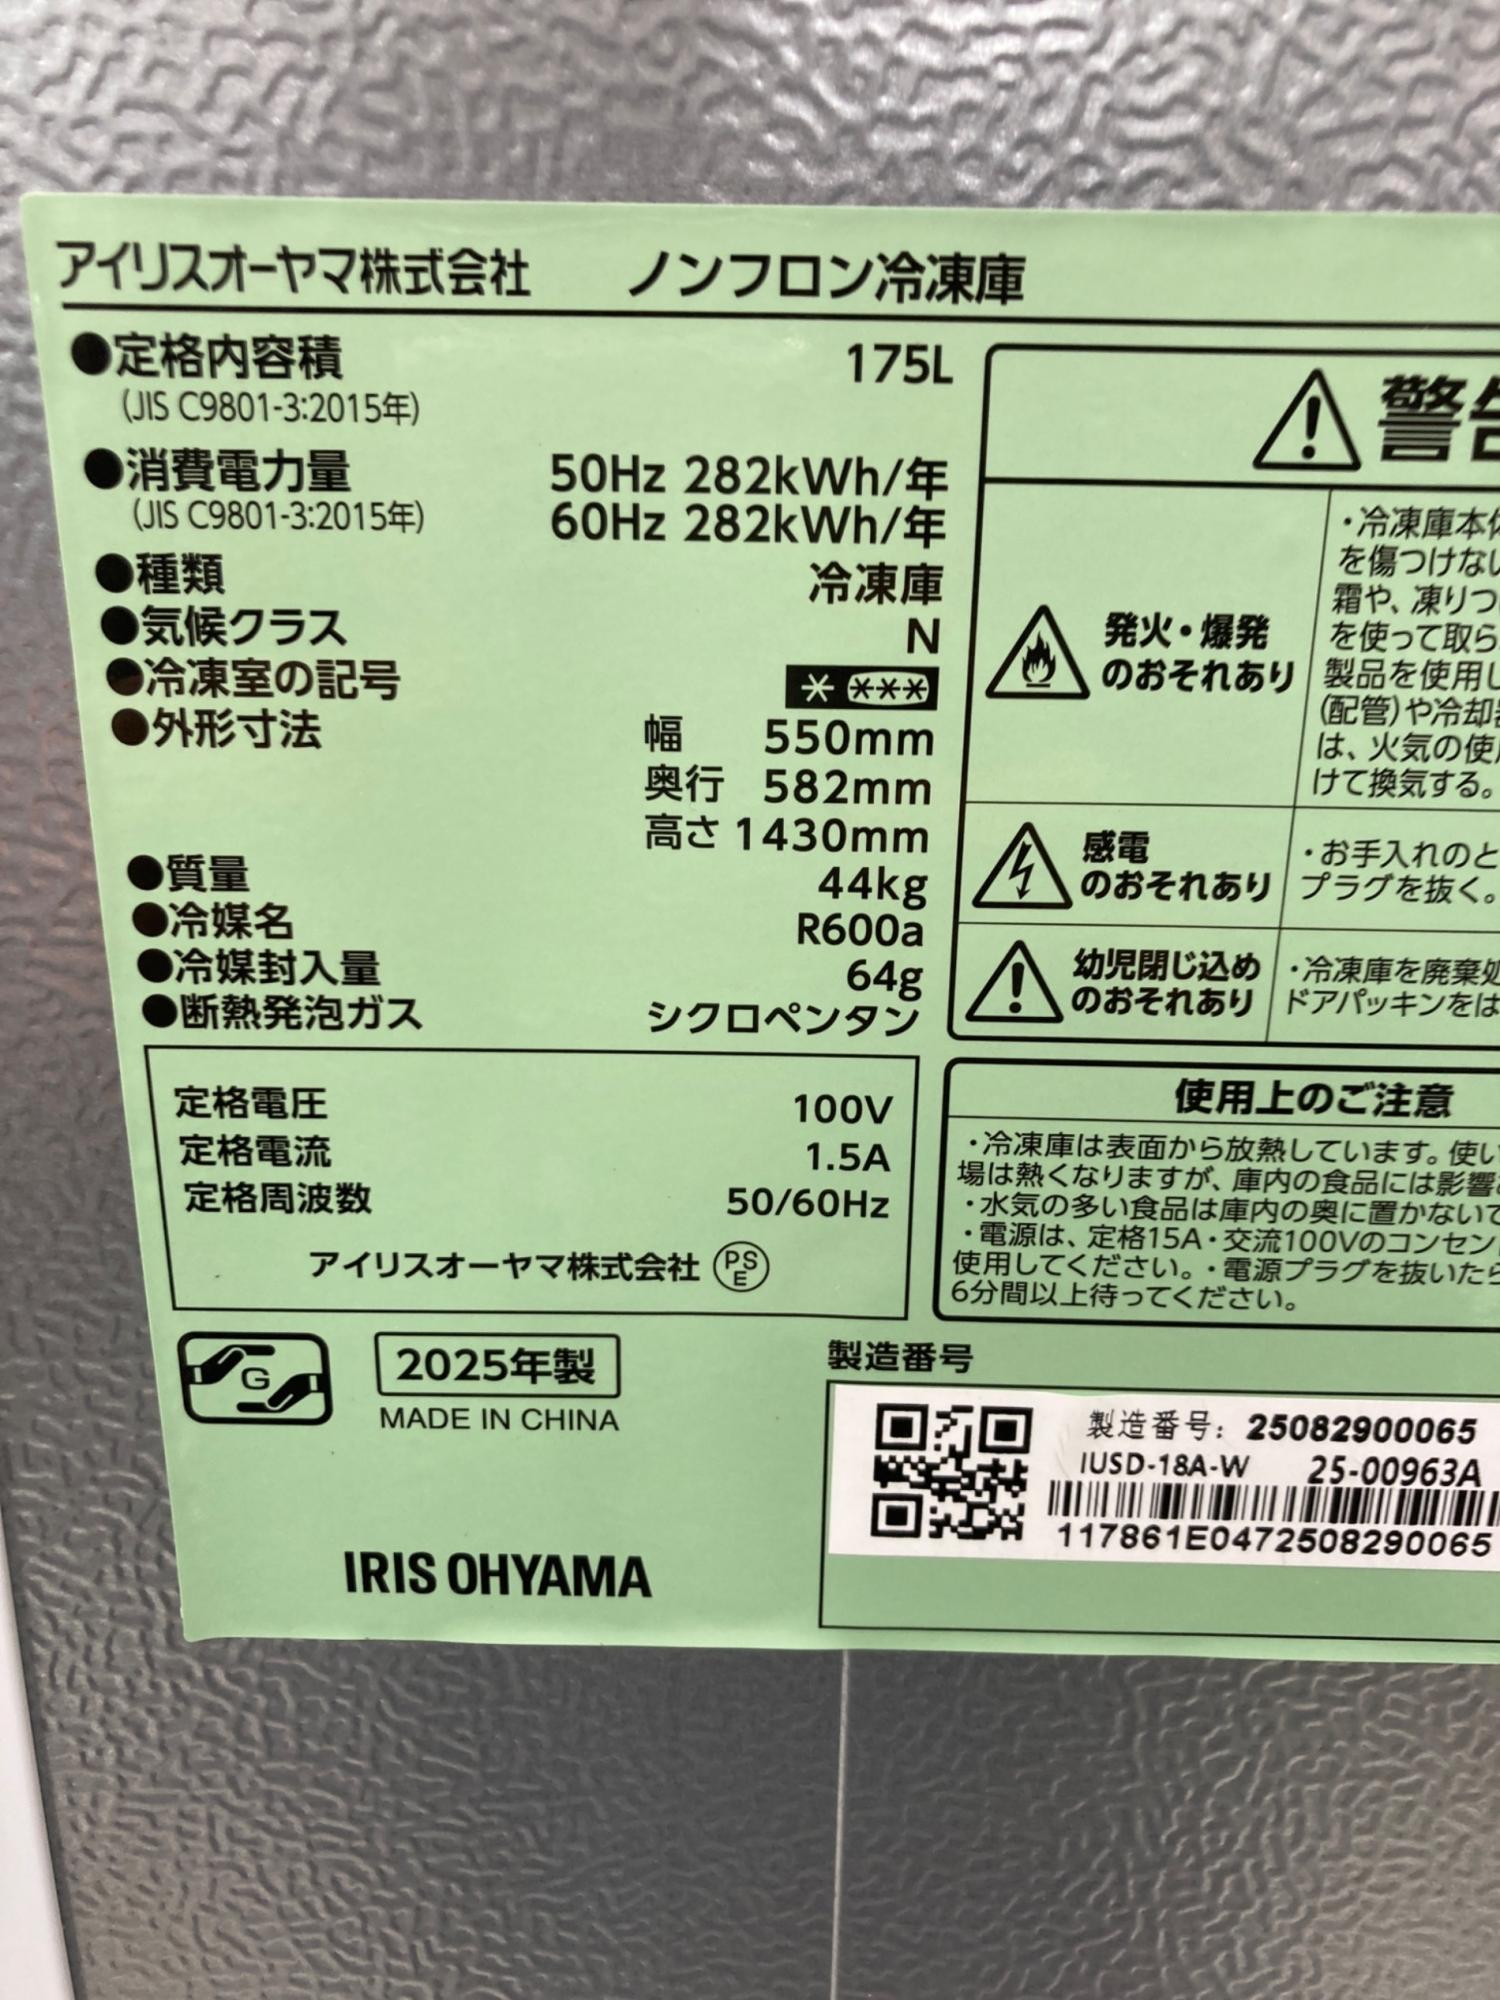 アイリスオーヤマ株式会社 ノンフロン冷凍庫
●定格内容積 175L
(JIS C9801-3:2015年)
●消費電力量 50Hz 282kWh/年
(JIS C9801-3:2015年) 60Hz 282kWh/年
●種類 冷凍庫
●気候クラス N
●冷凍室の記号 * ***
●外形寸法 幅 550mm
奥行 582mm
高さ 1430mm
●質量 44kg
●冷媒名 R600a
●冷媒封入量 64g
●断熱発泡ガス シクロペンタン
定格電圧 100V
定格電流 1.5A
定格周波数 50/60Hz
アイリスオーヤマ株式会社 PSE
G
2025年製
MADE IN CHINA
IRIS OHYAMA
警告
発火・爆発
のおそれあり
・冷凍庫本体
を傷つけない
霜や、凍りつ
を使って取ら
製品を使用し
(配管)や冷却
は、火気の使
けて換気する。
感電
のおそれあり
・お手入れのと
プラグを抜く。
幼児閉じ込め
のおそれあり
・冷凍庫を廃棄処
ドアパッキンをは
使用上のご注意
・冷凍庫は表面から放熱しています。使い
場は熱くなりますが、庫内の食品には影響
・水気の多い食品は庫内の奥に置かないで
・電源は、定格15A・交流100Vのコンセン
使用してください。・電源プラグを抜いたら
6分間以上待ってください。
製造番号
製造番号: 25082900065
IUSD-18A-W 25-00963A
117861E0472508290065